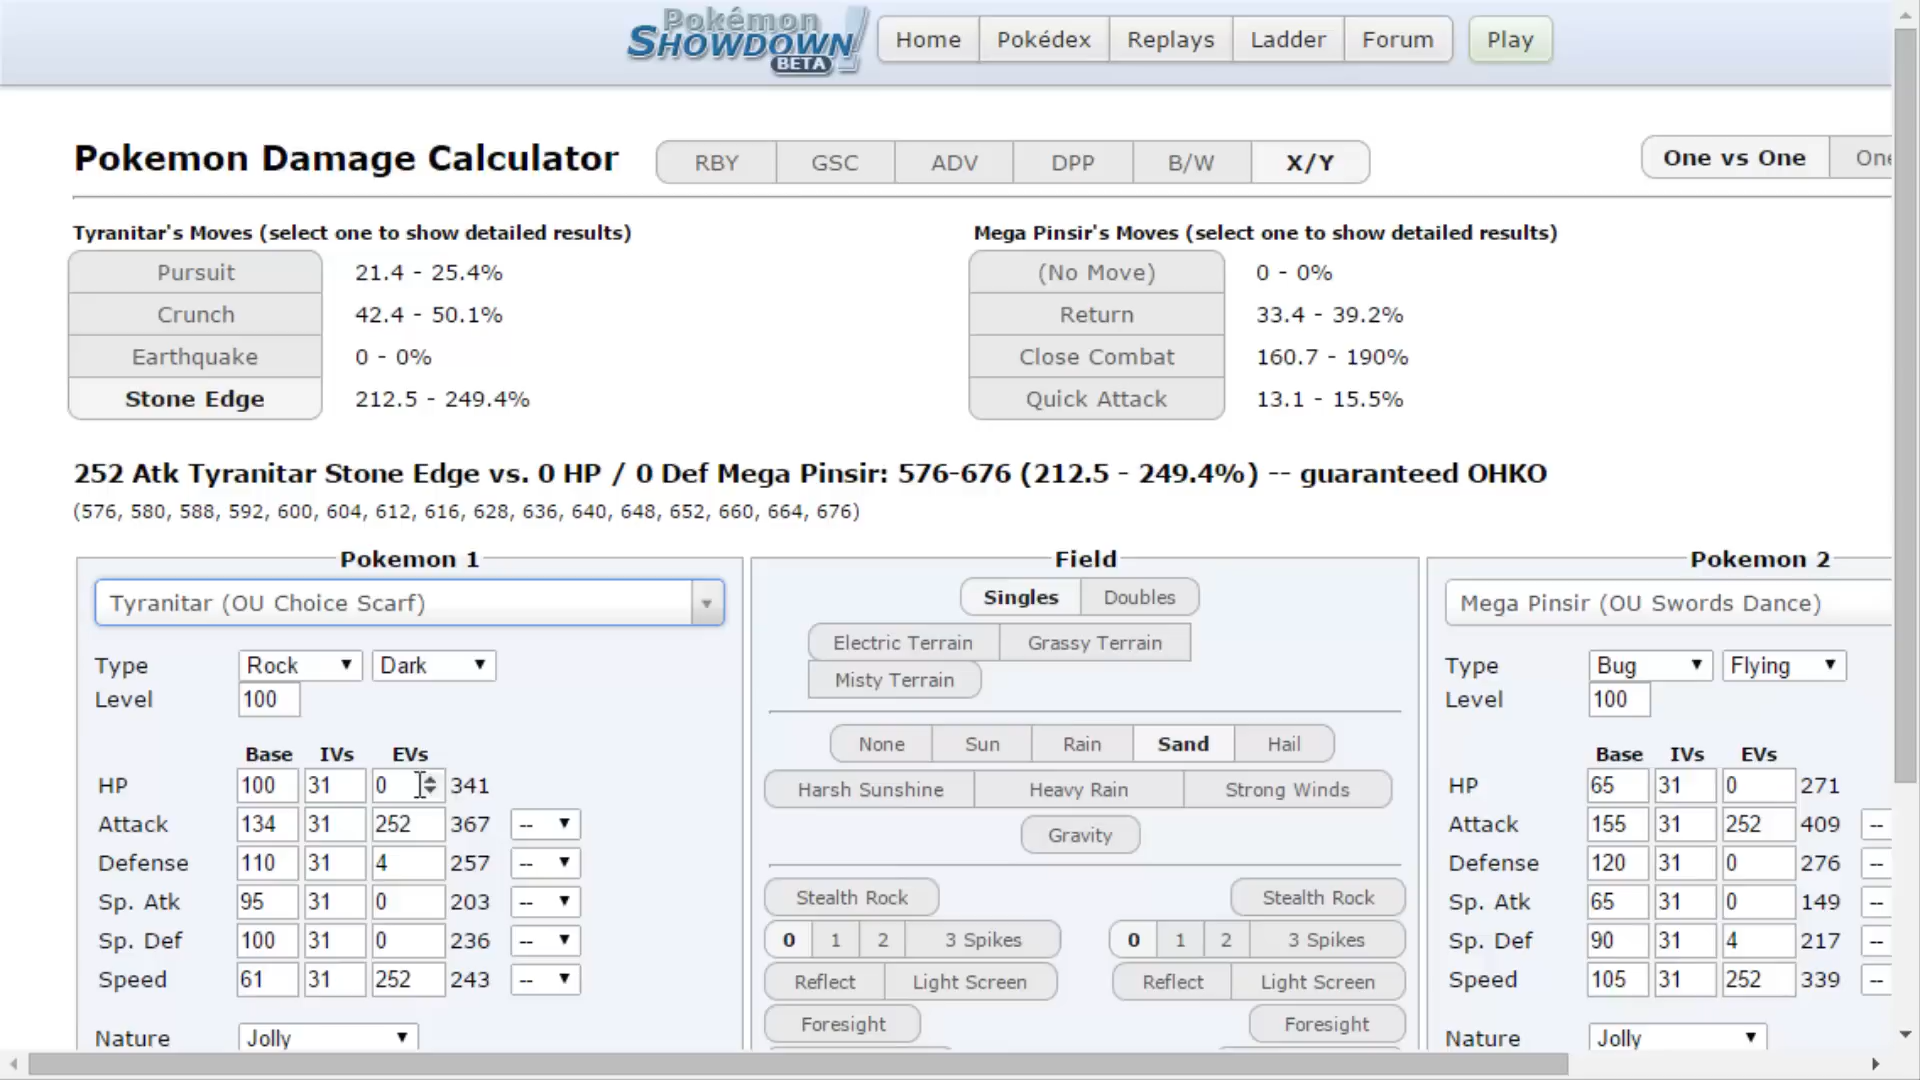 Pokémon
SHOWDOWN
BETA
Home
Pokédex
Replays
Ladder
Forum
Play
Pokemon Damage Calculator
RBY
GSC
ADV
DPP
B/W
X/Y
One vs One
One
Tyranitar's Moves (select one to show detailed results)
Pursuit 21.4 - 25.4%
Crunch 42.4 - 50.1%
Earthquake 0 - 0%
Stone Edge 212.5 - 249.4%
Mega Pinsir's Moves (select one to show detailed results)
(No Move) 0 - 0%
Return 33.4 - 39.2%
Close Combat 160.7 - 190%
Quick Attack 13.1 - 15.5%
252 Atk Tyranitar Stone Edge vs. 0 HP / 0 Def Mega Pinsir: 576-676 (212.5 - 249.4%) -- guaranteed OHKO
(576, 580, 588, 592, 600, 604, 612, 616, 628, 636, 640, 648, 652, 660, 664, 676)
Pokemon 1
Tyranitar (OU Choice Scarf)
Type Rock Dark
Level 100
Base IVs EVs
HP 100 31 0 341
Attack 134 31 252 367 --
Defense 110 31 4 257 --
Sp. Atk 95 31 0 203 --
Sp. Def 100 31 0 236 --
Speed 61 31 252 243 --
Nature Jolly
Field
Singles Doubles
Electric Terrain Grassy Terrain
Misty Terrain
None Sun Rain Sand Hail
Harsh Sunshine Heavy Rain Strong Winds
Gravity
Stealth Rock Stealth Rock
0 1 2 3 Spikes 0 1 2 3 Spikes
Reflect Light Screen Reflect Light Screen
Foresight Foresight
Pokemon 2
Mega Pinsir (OU Swords Dance)
Type Bug Flying
Level 100
Base IVs EVs
HP 65 31 0 271
Attack 155 31 252 409 --
Defense 120 31 0 276 --
Sp. Atk 65 31 0 149 --
Sp. Def 90 31 4 217 --
Speed 105 31 252 339 --
Nature Jolly